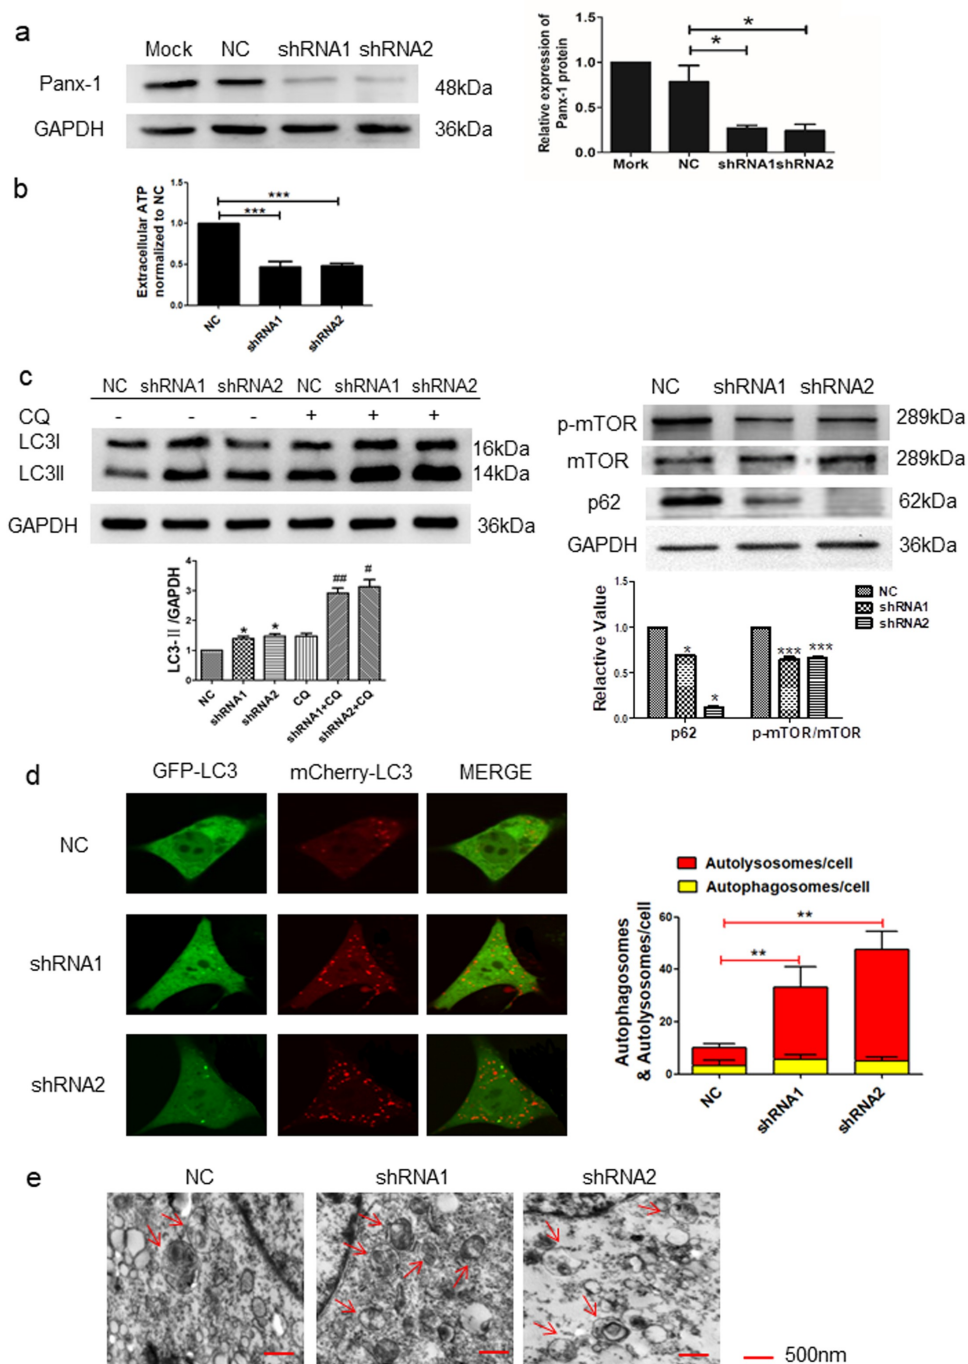 a
Mock NC shRNA1 shRNA2
Panx-1 48kDa
GAPDH 36kDa
Relative expression of
Panx-1 protein
1.5
1.0
0.5
0.0
* *
Mork NC shRNA1 shRNA2
b
Extracellular ATP
normalized to NC
1.5
1.0
0.5
0.0
***
***
NC shRNA1 shRNA2
c
NC shRNA1 shRNA2 NC shRNA1 shRNA2
CQ - - - + + +
LC3I 16kDa
LC3II 14kDa
GAPDH 36kDa
LC3-II/GAPDH
4
3
2
1
0
* * ## #
NC shRNA1 shRNA2 CQ shRNA1+CQ shRNA2+CQ
NC shRNA1 shRNA2
p-mTOR 289kDa
mTOR 289kDa
p62 62kDa
GAPDH 36kDa
Relactive Value
1.5
1.0
0.5
0.0
NC
shRNA1
shRNA2
* * *** ***
p62 p-mTOR/mTOR
d
GFP-LC3 mCherry-LC3 MERGE
NC
shRNA1
shRNA2
Autolysosomes/cell
Autophagosomes/cell
Autophagosomes
& Autolysosomes/cell
60
40
20
0
**
**
NC shRNA1 shRNA2
e
NC shRNA1 shRNA2
500nm